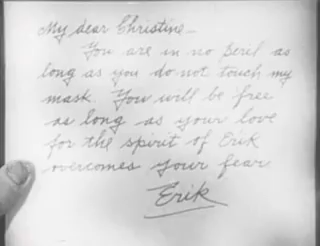 My dear Christine—
You are in no peril as
long as you do not touch my
mask. You will be free
as long as your love
for the spirit of Erik
overcomes your fear
Erik